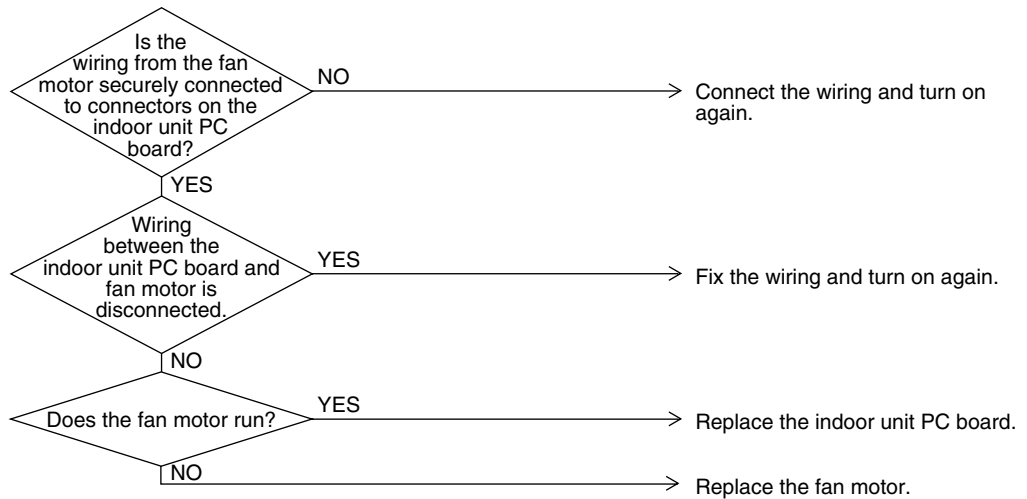 Is the
wiring from the fan
motor securely connected
to connectors on the
indoor unit PC
board?
NO
Connect the wiring and turn on
again.
YES
Wiring
between the
indoor unit PC board and
fan motor is
disconnected.
YES
Fix the wiring and turn on again.
NO
Does the fan motor run?
YES
Replace the indoor unit PC board.
NO
Replace the fan motor.